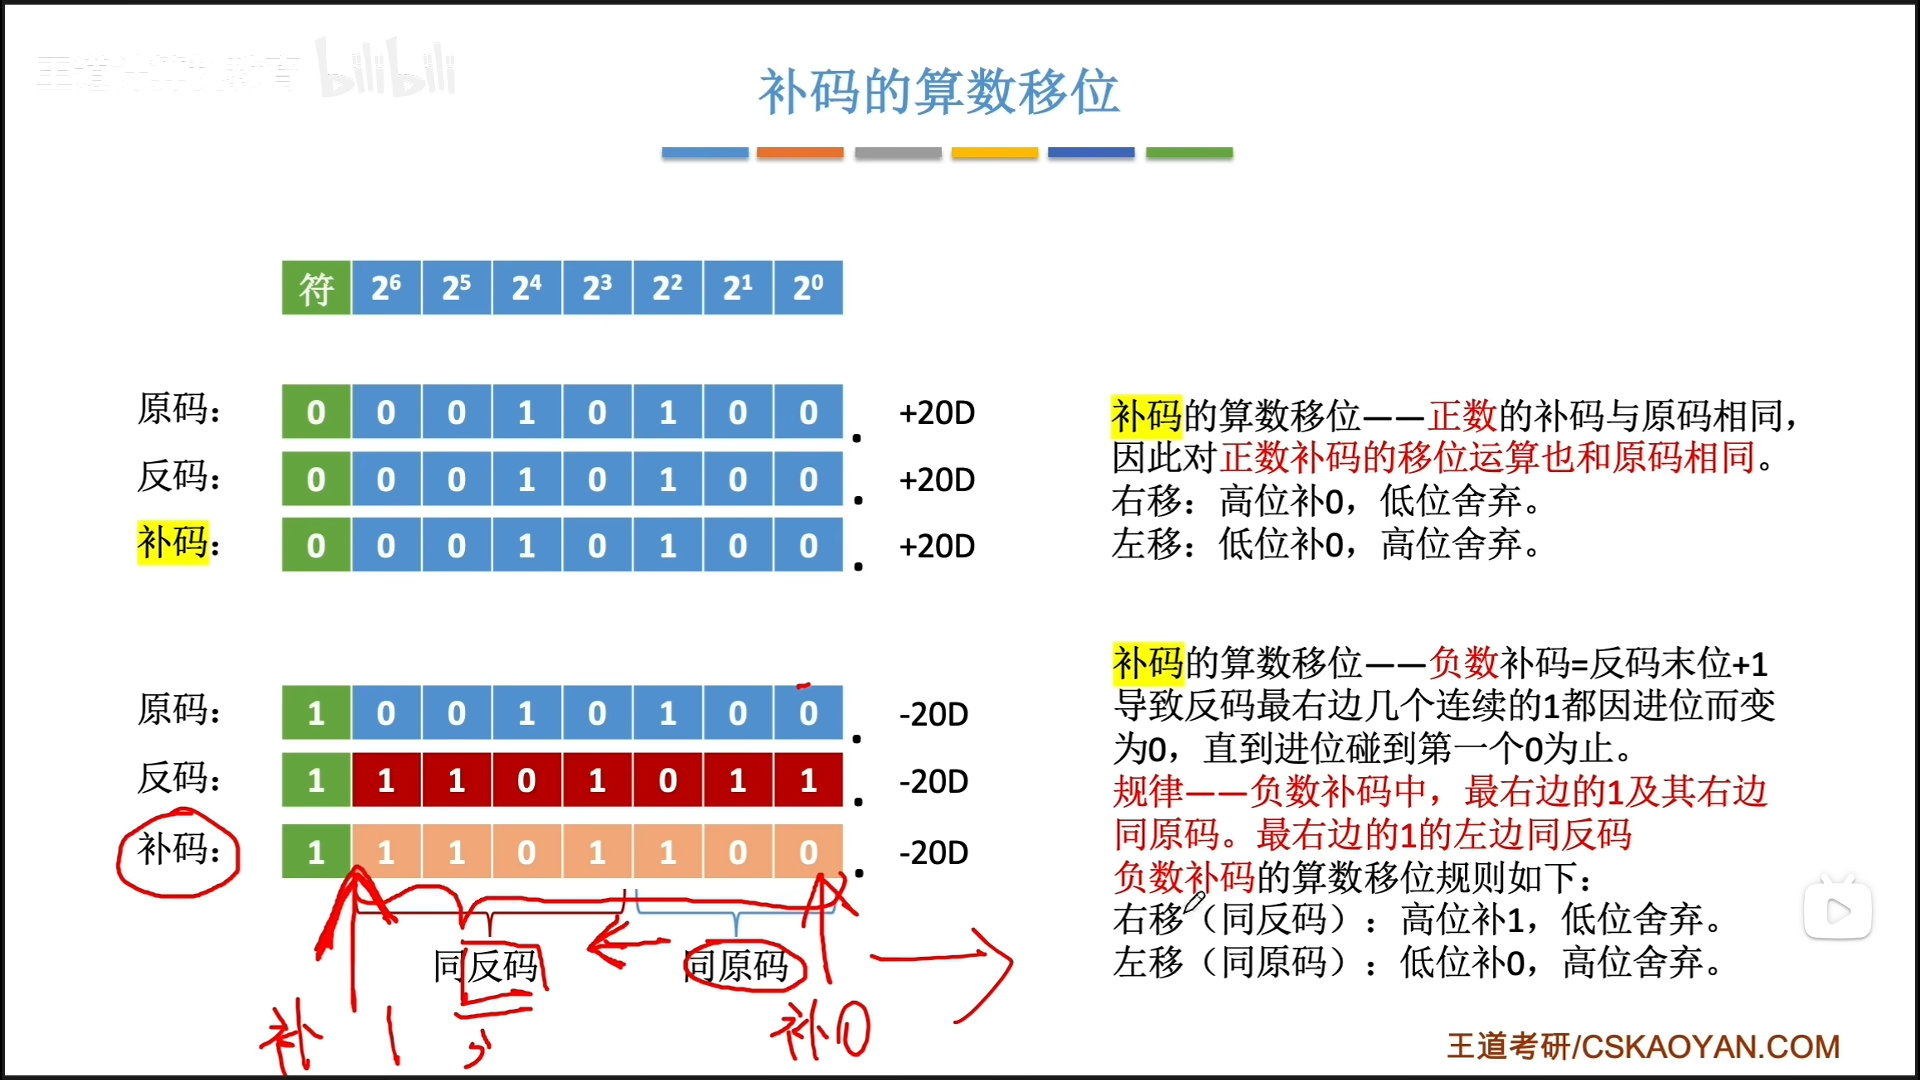 王道计算机教育 bilibili
补码的算数移位
符 2⁶ 2⁵ 2⁴ 2³ 2² 2¹ 2⁰
原码: 0 0 0 1 0 1 0 0 . +20D
反码: 0 0 0 1 0 1 0 0 . +20D
补码: 0 0 0 1 0 1 0 0 . +20D
补码的算数移位——正数的补码与原码相同，
因此对正数补码的移位运算也和原码相同。
右移：高位补0，低位舍弃。
左移：低位补0，高位舍弃。
原码: 1 0 0 1 0 1 0 0 . -20D
反码: 1 1 1 0 1 0 1 1 . -20D
补码: 1 1 1 0 1 1 0 0 . -20D
同反码 同原码
补 1 补0
补码的算数移位——负数补码=反码末位+1
导致反码最右边几个连续的1都因进位而变
为0，直到进位碰到第一个0为止。
规律——负数补码中，最右边的1及其右边
同原码。最右边的1的左边同反码
负数补码的算数移位规则如下：
右移（同反码）：高位补1，低位舍弃。
左移（同原码）：低位补0，高位舍弃。
王道考研/CSKAOYAN.COM